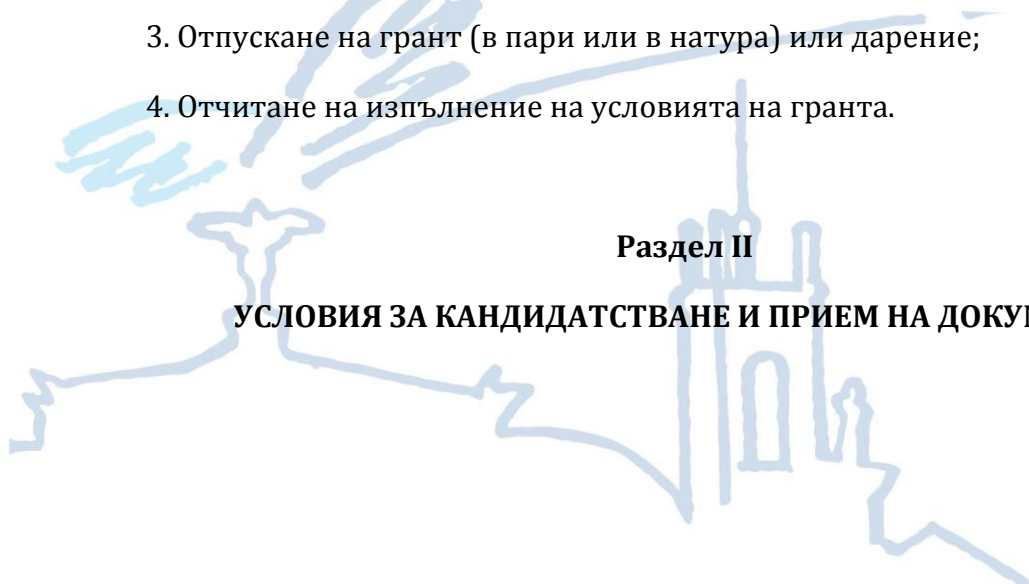 3. Отпускане на грант (в пари или в натура) или дарение;
4. Отчитане на изпълнение на условията на гранта.
Раздел II
УСЛОВИЯ ЗА КАНДИДАТСТВАНЕ И ПРИЕМ НА